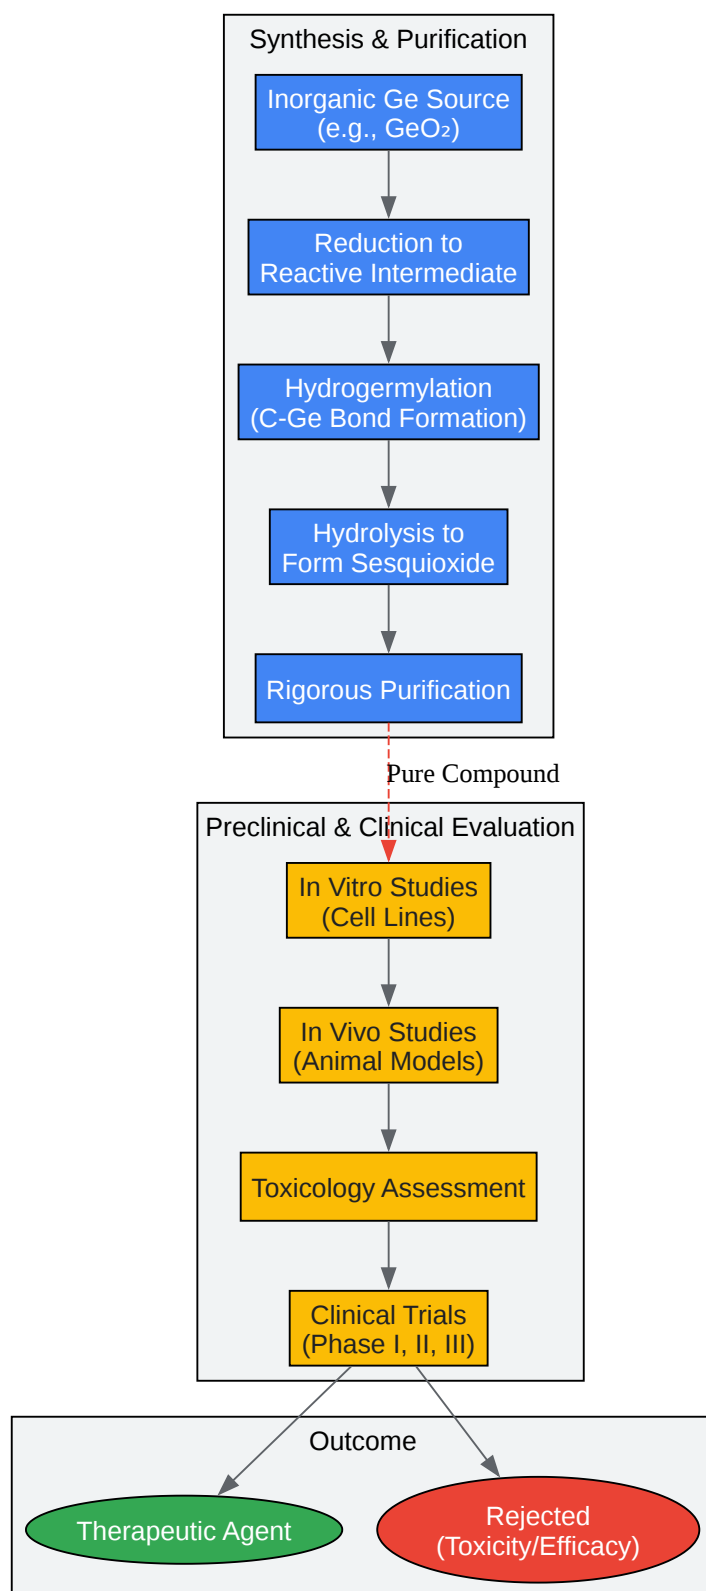 Synthesis & Purification
Inorganic Ge Source
(e.g., GeO₂)
Reduction to
Reactive Intermediate
Hydrogermylation
(C-Ge Bond Formation)
Hydrolysis to
Form Sesquioxide
Rigorous Purification
Pure Compound
Preclinical & Clinical Evaluation
In Vitro Studies
(Cell Lines)
In Vivo Studies
(Animal Models)
Toxicology Assessment
Clinical Trials
(Phase I, II, III)
Outcome
Therapeutic Agent
Rejected
(Toxicity/Efficacy)